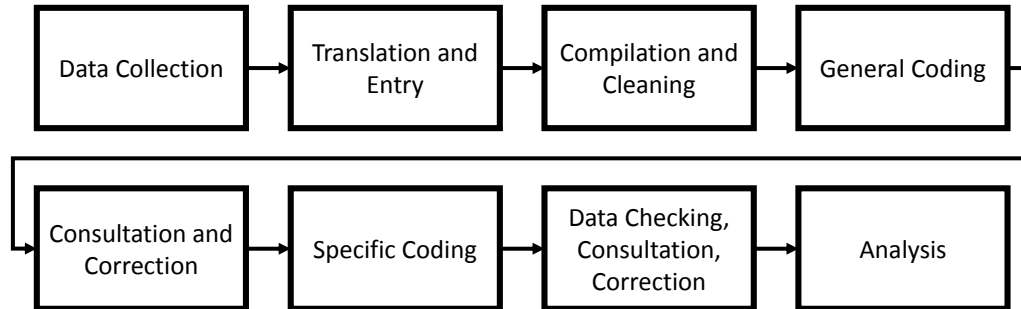 Data Collection
Translation and
Entry
Compilation and
Cleaning
General Coding
Consultation and
Correction
Specific Coding
Data Checking,
Consultation,
Correction
Analysis